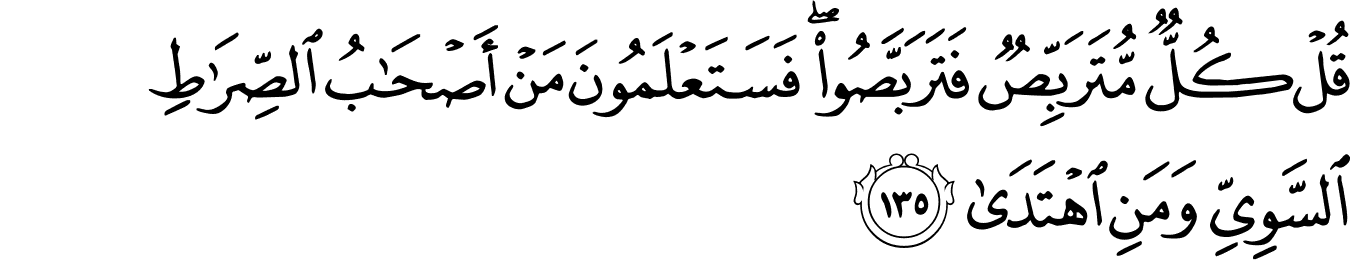 قُلْ كُلٌّ مُّتَرَبِّصٌ فَتَرَبَّصُوا۟ ۖ فَسَتَعْلَمُونَ مَنْ أَصْحَـٰبُ ٱلصِّرَٰطِ
ٱلسَّوِىِّ وَمَنِ ٱهْتَدَىٰ ١٣٥